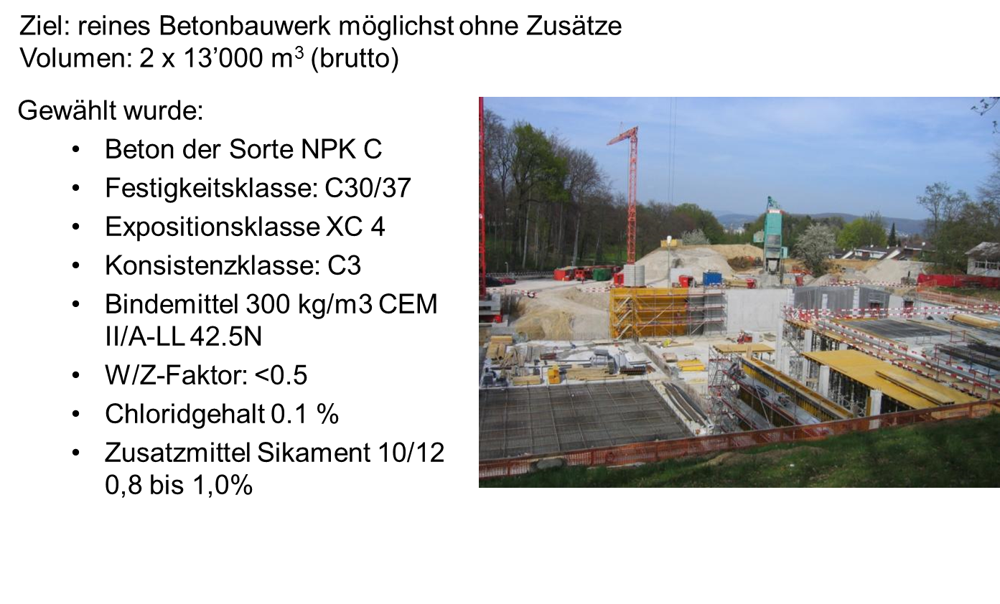 Ziel: reines Betonbauwerk möglichst ohne Zusätze
Volumen: 2 x 13’000 m³ (brutto)
Gewählt wurde:
• Beton der Sorte NPK C
• Festigkeitsklasse: C30/37
• Expositionsklasse XC 4
• Konsistenzklasse: C3
• Bindemittel 300 kg/m3 CEM
II/A-LL 42.5N
• W/Z-Faktor: <0.5
• Chloridgehalt 0.1 %
• Zusatzmittel Sikament 10/12
0,8 bis 1,0%